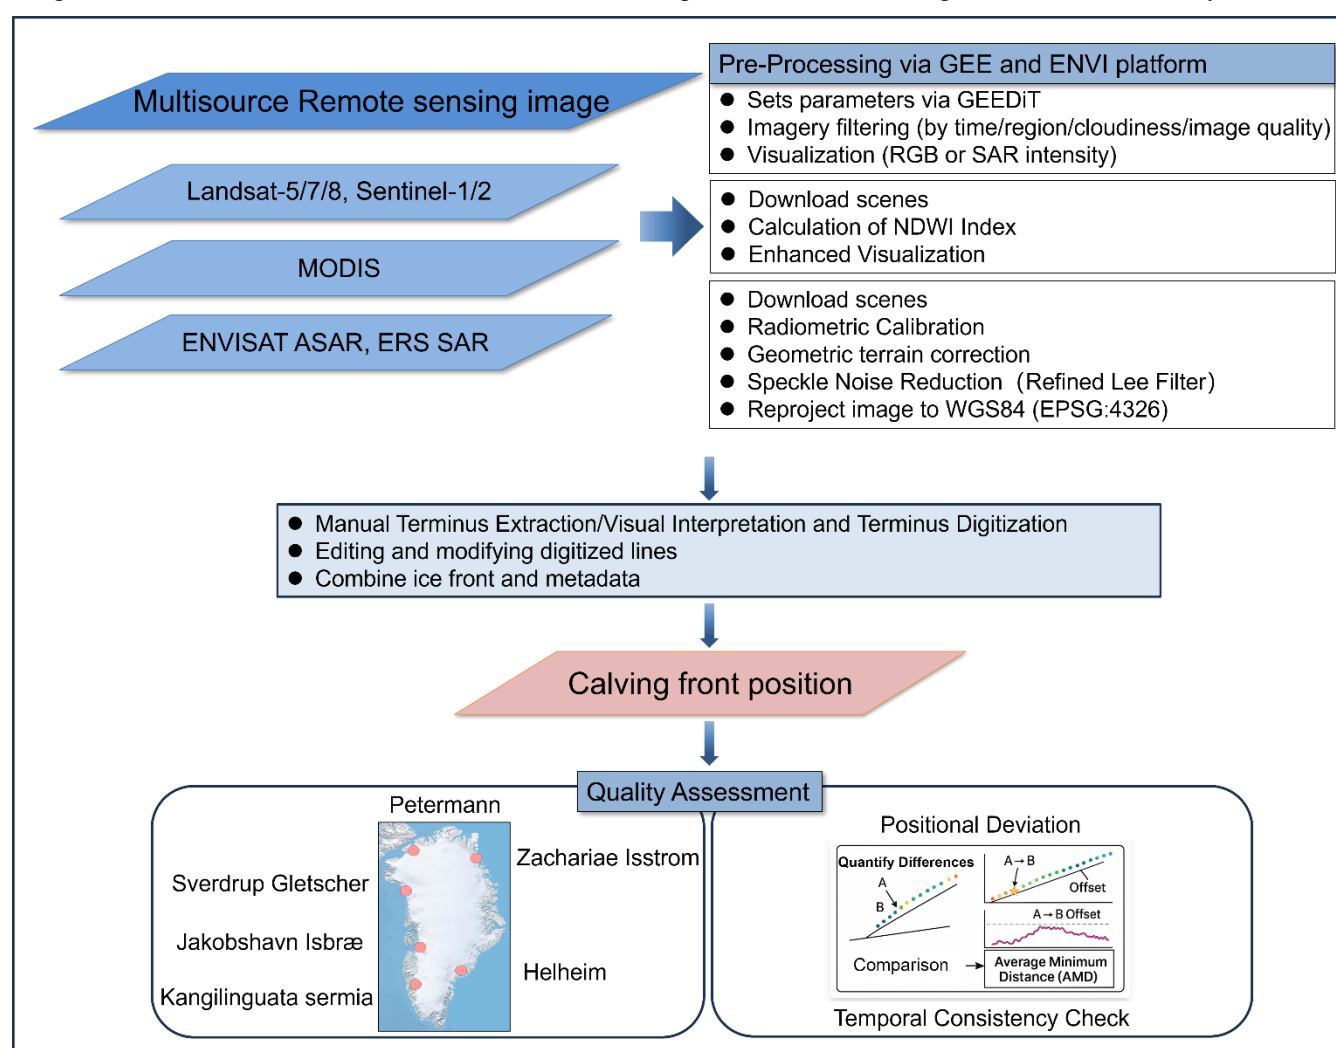 Multisource Remote sensing image
Landsat-5/7/8, Sentinel-1/2
MODIS
ENVISAT ASAR, ERS SAR
Pre-Processing via GEE and ENVI platform
● Sets parameters via GEEDiT
● Imagery filtering (by time/region/cloudiness/image quality)
● Visualization (RGB or SAR intensity)
● Download scenes
● Calculation of NDWI Index
● Enhanced Visualization
● Download scenes
● Radiometric Calibration
● Geometric terrain correction
● Speckle Noise Reduction（Refined Lee Filter）
● Reproject image to WGS84 (EPSG:4326)
● Manual Terminus Extraction/Visual Interpretation and Terminus Digitization
● Editing and modifying digitized lines
● Combine ice front and metadata
Calving front position
Quality Assessment
Petermann
Zachariae Isstrom
Sverdrup Gletscher
Jakobshavn Isbræ
Helheim
Kangilinguata sermia
Positional Deviation
Quantify Differences
A
B
A→B
Offset
A→B Offset
Comparison
Average Minimum
Distance (AMD)
Temporal Consistency Check